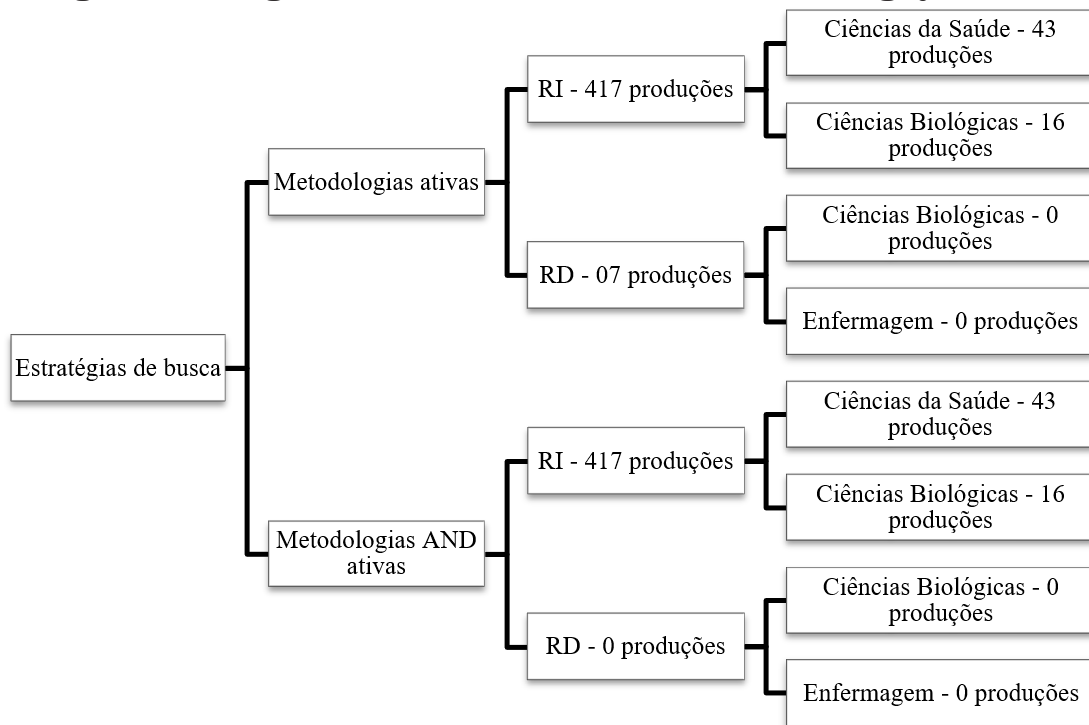 Estratégias de busca
Metodologias ativas
RI - 417 produções
Ciências da Saúde - 43
produções
Ciências Biológicas - 16
produções
RD - 07 produções
Ciências Biológicas - 0
produções
Enfermagem - 0 produções
Metodologias AND
ativas
RI - 417 produções
Ciências da Saúde - 43
produções
Ciências Biológicas - 16
produções
RD - 0 produções
Ciências Biológicas - 0
produções
Enfermagem - 0 produções